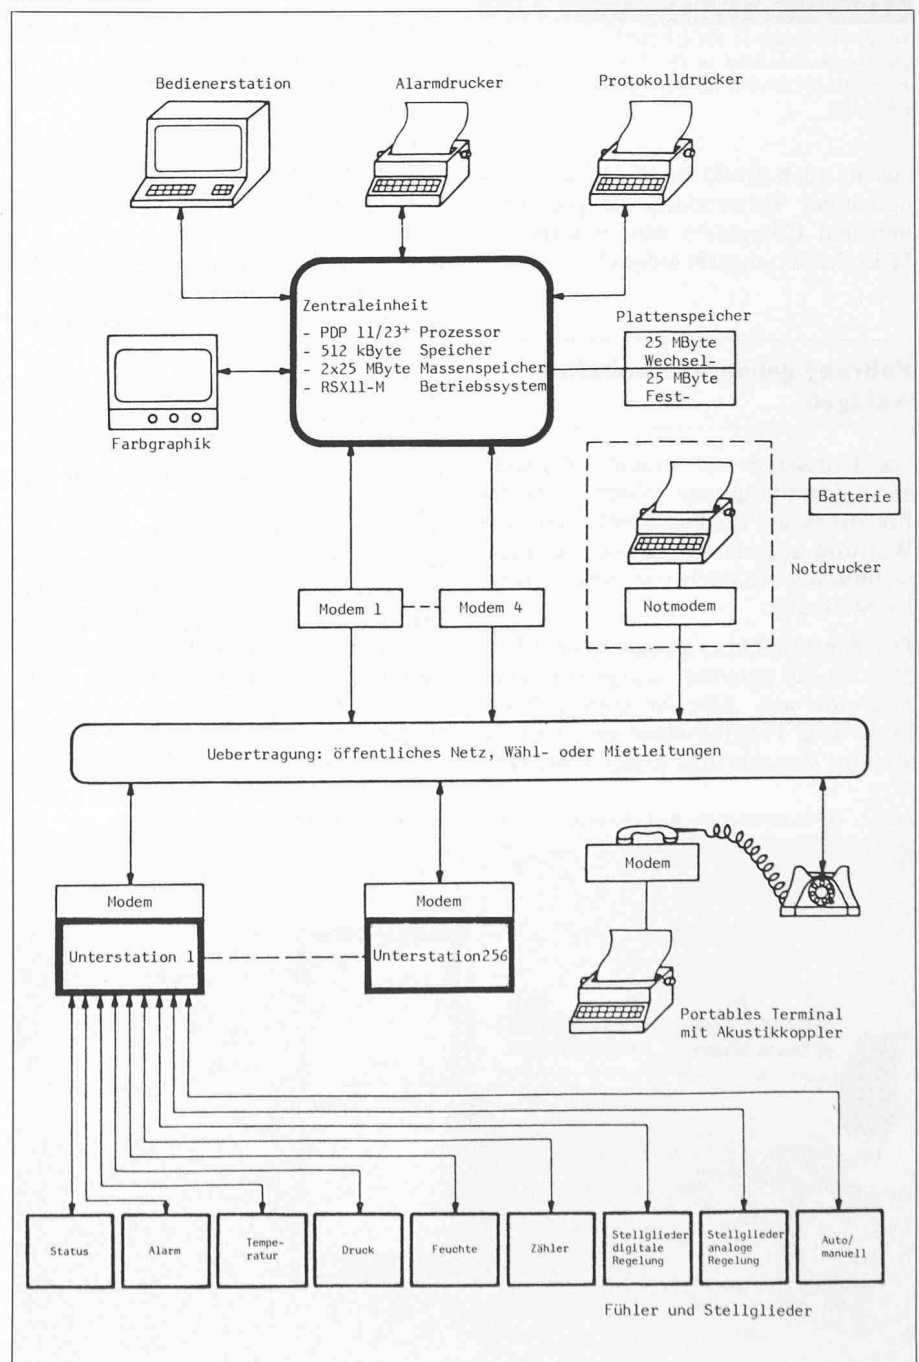 Bedienerstation
Alarmdrucker
Protokolldrucker
Zentraleinheit
- PDP 11/23+ Prozessor
- 512 kByte Speicher
- 2x25 MByte Massenspeicher
- RSX11-M Betriebssystem
Plattenspeicher
25 MByte
Wechsel-
25 MByte
Fest-
Farbgraphik
Batterie
Notdrucker
Modem 1
Modem 4
Notmodem
Uebertragung: öffentliches Netz, Wähl- oder Mietleitungen
Modem
Modem
Modem
Unterstation 1
Unterstation256
Portables Terminal
mit Akustikkoppler
Status
Alarm
Tempe-
ratur
Druck
Feuchte
Zähler
Stellglieder
digitale
Regelung
Stellglieder
analoge
Regelung
Auto/
manuell
Fühler und Stellglieder